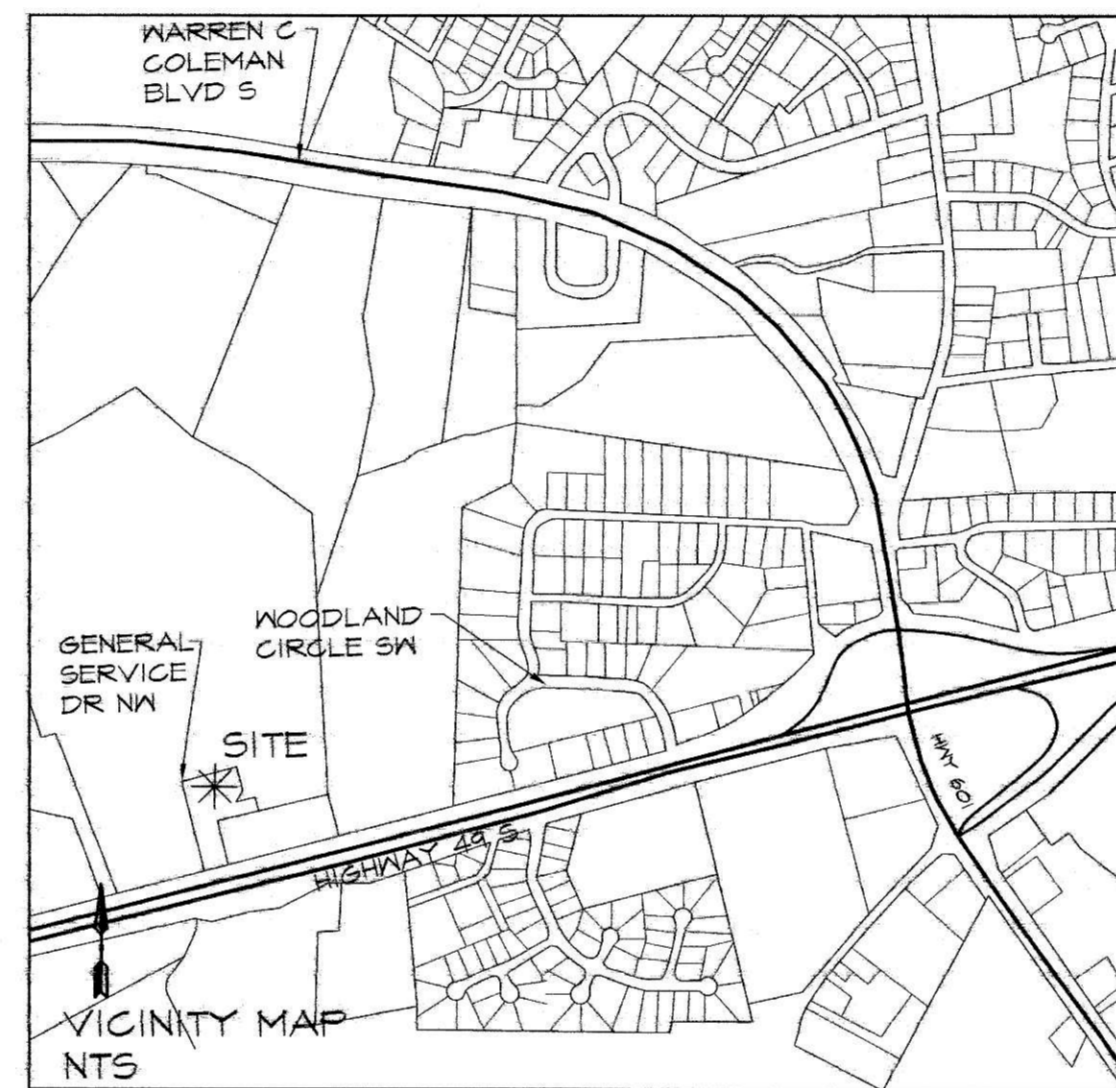 WARREN C
COLEMAN
BLVD S
WOODLAND
CIRCLE SW
GENERAL
SERVICE
DR NW
SITE
HWY 601
HIGHWAY 49 S
VICINITY MAP
NTS